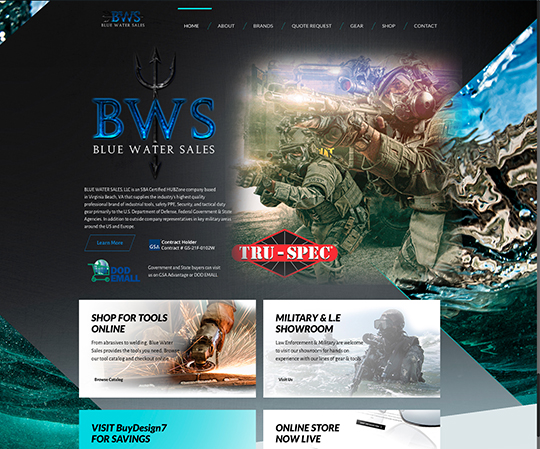 BWS
BLUE WATER SALES
HOME / ABOUT / BRANDS / QUOTE REQUEST / GEAR / SHOP / CONTACT
BWS
BLUE WATER SALES
BLUE WATER SALES, LLC is an SBA Certified HUBZone company based
in Virginia Beach, VA that supplies the industry's highest quality
professional brand of industrial tools, safety PPE, Security, and tactical duty
gear primarily to the U.S. Department of Defense, Federal Government & State
Agencies. In addition to outside company representatives in key military areas
around the US and Europe.
Learn More
GSA
Contract Holder
Contract # GS-21F-0102W
DOD
EMALL
Government and State buyers can visit
us on GSA Advantage or DOD EMALL
TRU-SPEC
SHOP FOR TOOLS
ONLINE
From abrasives to welding, Blue Water
Sales provides the tools you need. Browse
our tool catalog and checkout online.
Browse Catalog
MILITARY & L.E
SHOWROOM
Law Enforcement & Military are welcome
to visit our showroom for hands on
experience with our lines of gear & tools.
Visit Us
VISIT BuyDesign7
FOR SAVINGS
ONLINE STORE
NOW LIVE